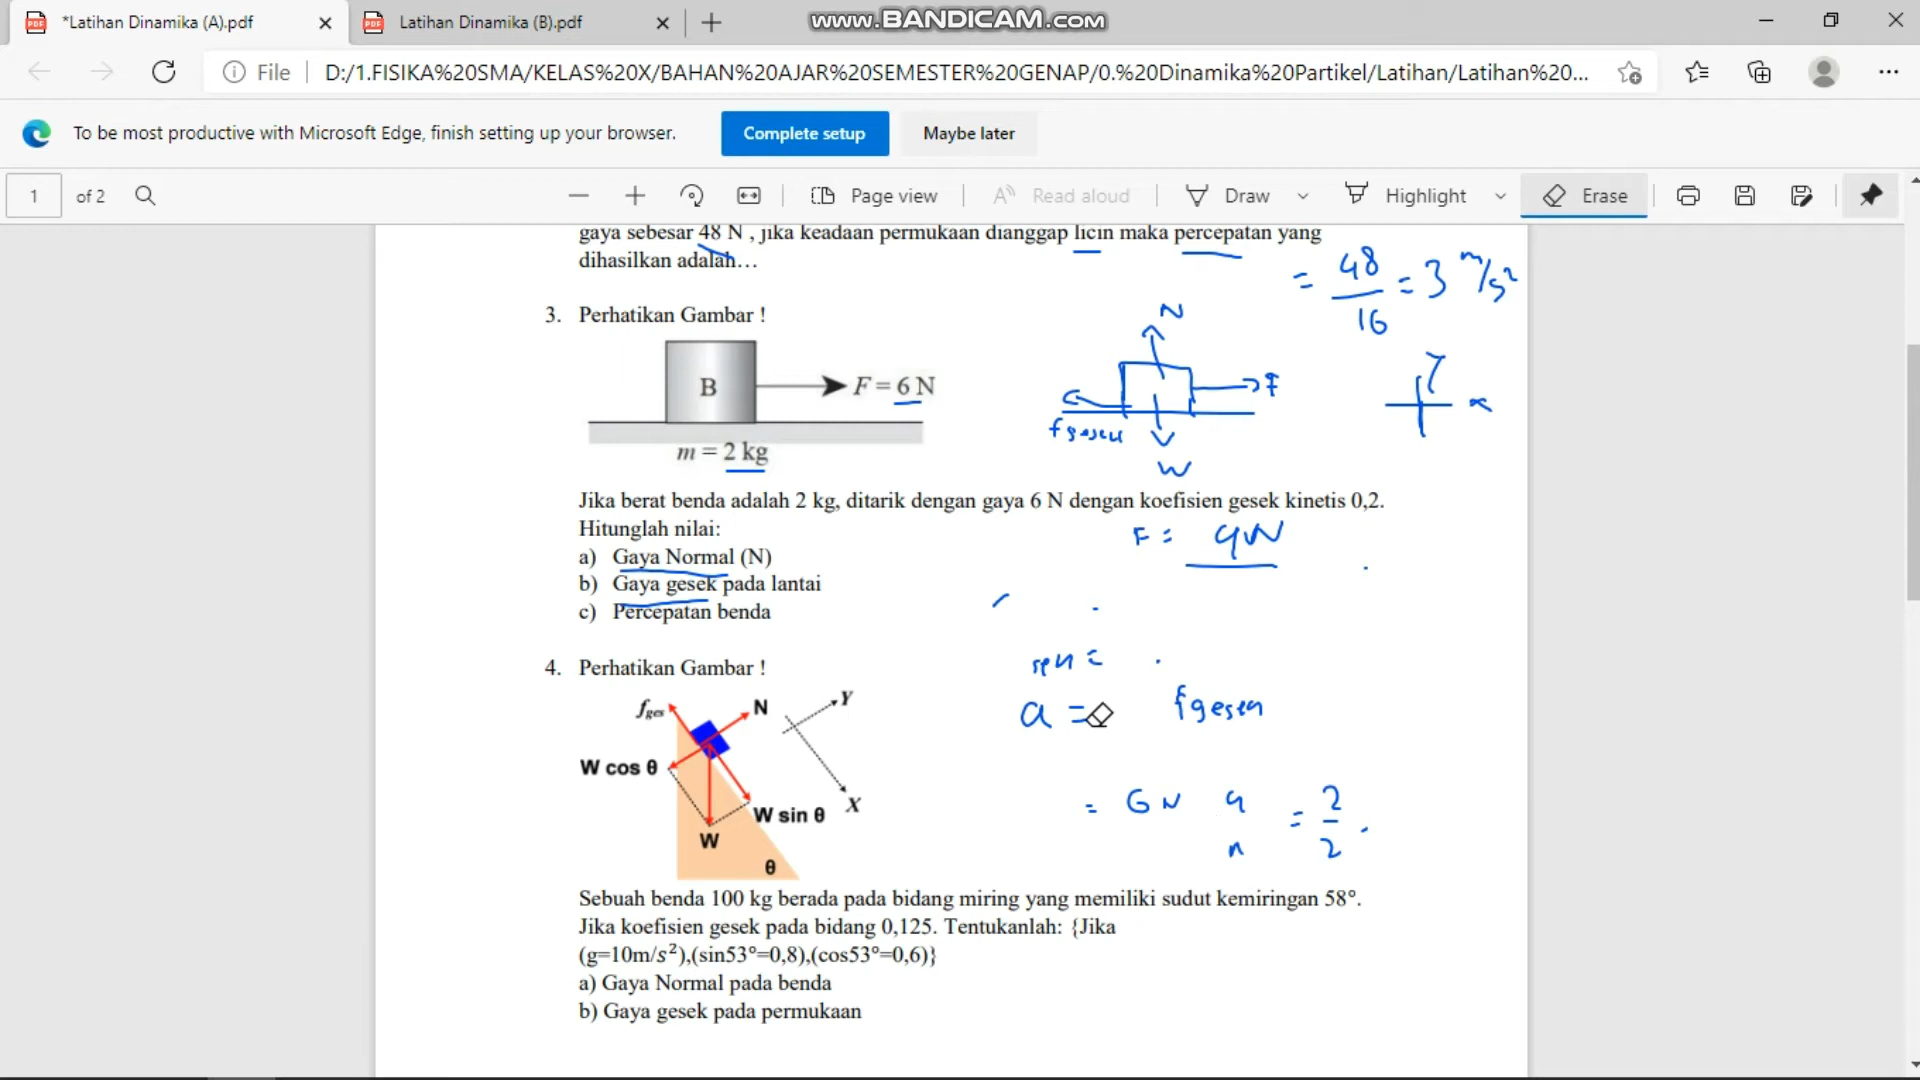 *Latihan Dinamika (A).pdf
Latihan Dinamika (B).pdf
www.BANDICAM.com
File
D:/1.FISIKA%20SMA/KELAS%20X/BAHAN%20AJAR%20SEMESTER%20GENAP/0.%20Dinamika%20Partikel/Latihan/Latihan%20...
To be most productive with Microsoft Edge, finish setting up your browser.
Complete setup
Maybe later
1 of 2
Page view
Read aloud
Draw
Highlight
Erase
gaya sebesar 48 N , jika keadaan permukaan dianggap licin maka percepatan yang
dihasilkan adalah…
= 48/16 = 3 m/s²
3. Perhatikan Gambar !
B
F = 6 N
m = 2 kg
N
F
f gesek
W
x
Jika berat benda adalah 2 kg, ditarik dengan gaya 6 N dengan koefisien gesek kinetis 0,2.
Hitunglah nilai:
F = 4N
a) Gaya Normal (N)
b) Gaya gesek pada lantai
c) Percepatan benda
4. Perhatikan Gambar !
a =
f gesek
fges
N
Y
W cos θ
X
W sin θ
W
θ
= 6 N 4 = 2/2
Sebuah benda 100 kg berada pada bidang miring yang memiliki sudut kemiringan 58°.
Jika koefisien gesek pada bidang 0,125. Tentukanlah: {Jika
(g=10m/s²),(sin53°=0,8),(cos53°=0,6)}
a) Gaya Normal pada benda
b) Gaya gesek pada permukaan